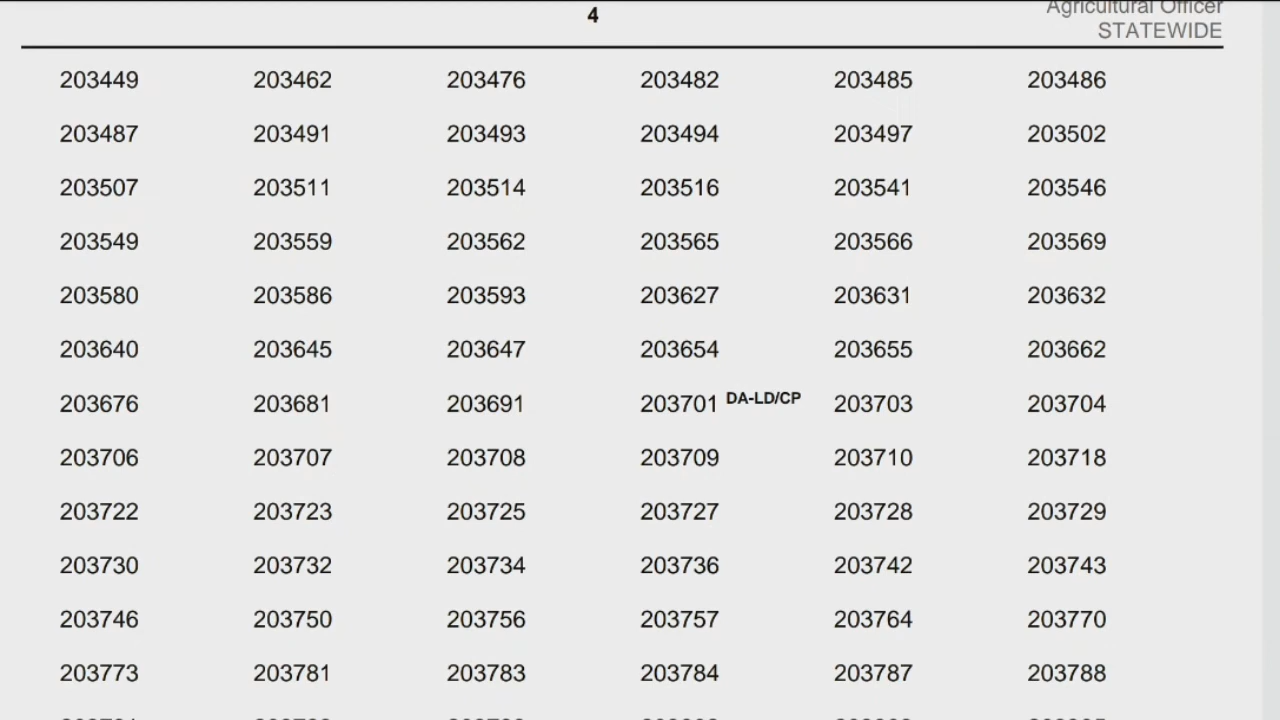 4
Agricultural Officer
STATEWIDE
203449 203462 203476 203482 203485 203486
203487 203491 203493 203494 203497 203502
203507 203511 203514 203516 203541 203546
203549 203559 203562 203565 203566 203569
203580 203586 203593 203627 203631 203632
203640 203645 203647 203654 203655 203662
203676 203681 203691 203701 DA-LD/CP 203703 203704
203706 203707 203708 203709 203710 203718
203722 203723 203725 203727 203728 203729
203730 203732 203734 203736 203742 203743
203746 203750 203756 203757 203764 203770
203773 203781 203783 203784 203787 203788